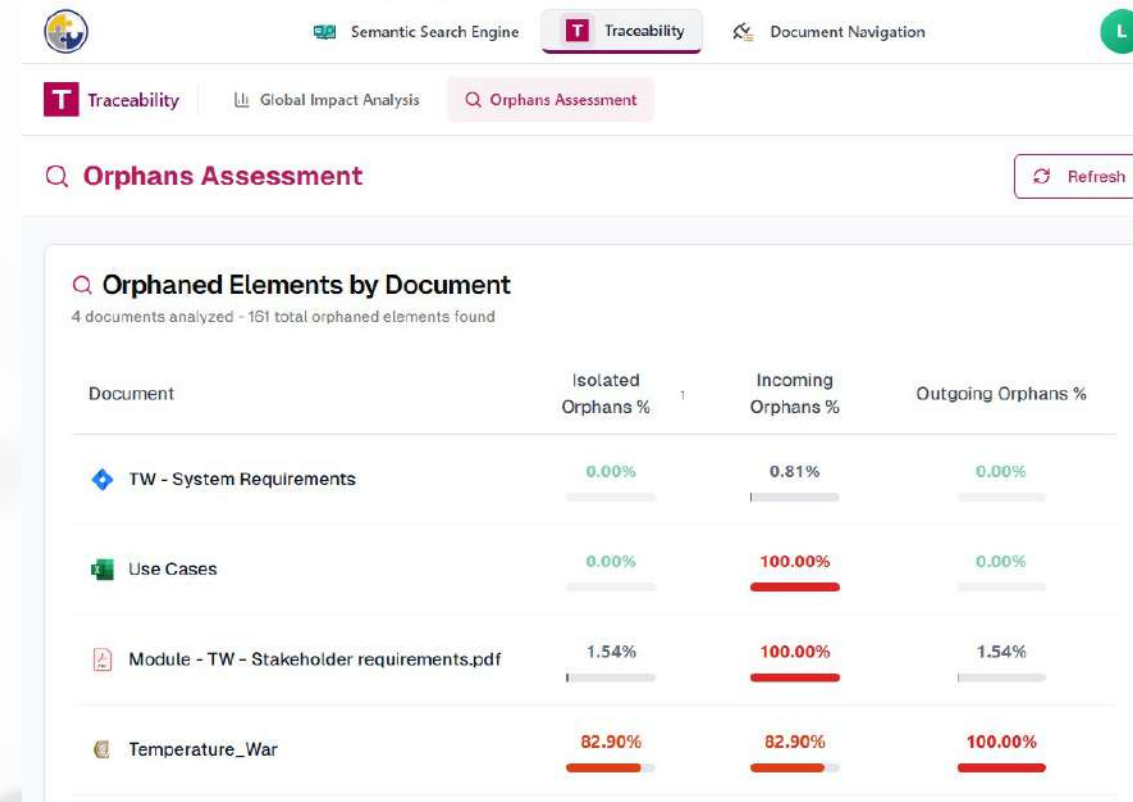 Semantic Search Engine
T Traceability
Document Navigation
L
T Traceability
Global Impact Analysis
Orphans Assessment
Orphans Assessment
Refresh
Orphaned Elements by Document
4 documents analyzed - 161 total orphaned elements found
Document
Isolated
Orphans %
↑
Incoming
Orphans %
Outgoing Orphans %
TW - System Requirements
0.00%
0.81%
0.00%
Use Cases
0.00%
100.00%
0.00%
Module - TW - Stakeholder requirements.pdf
1.54%
100.00%
1.54%
Temperature_War
82.90%
82.90%
100.00%